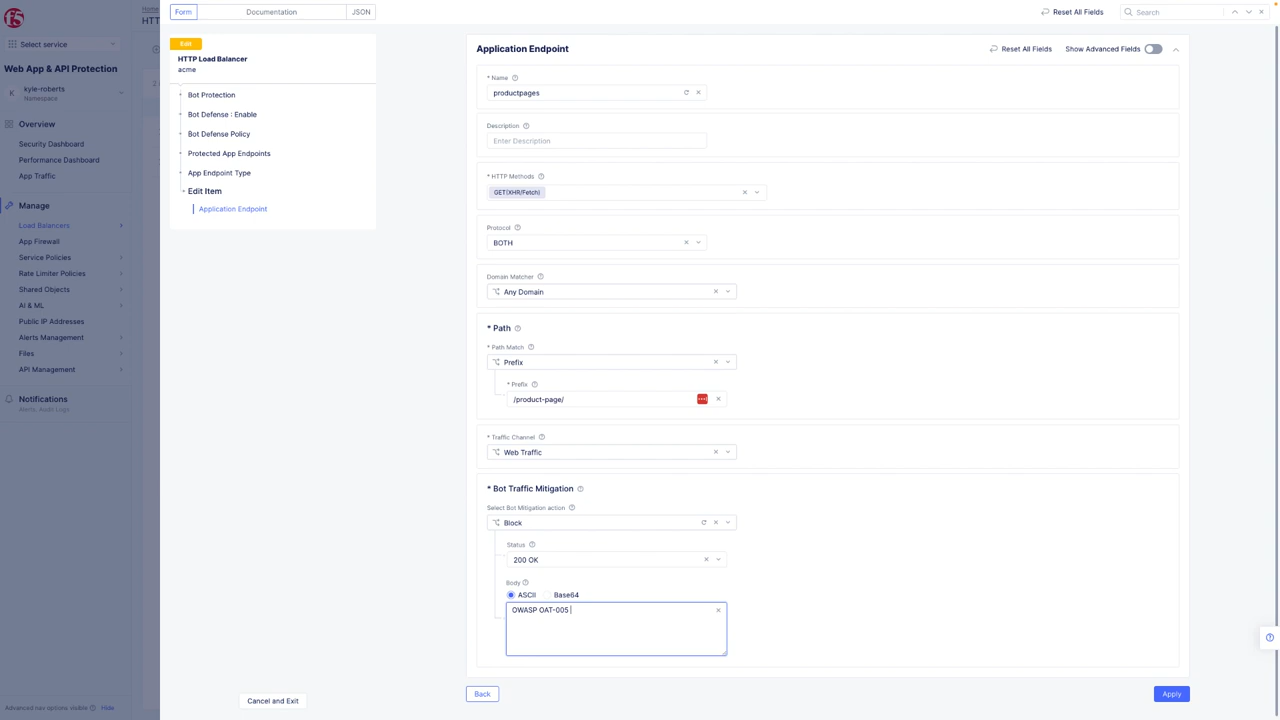 Form
Documentation
JSON
Reset All Fields
Search
Home
HTT
Select service
Web App & API Protection
K
kyle-roberts
Namespace
Overview
Security Dashboard
Performance Dashboard
App Traffic
Manage
Load Balancers
App Firewall
Service Policies
Rate Limiter Policies
Shared Objects
AI & ML
Public IP Addresses
Alerts Management
Files
API Management
Notifications
Alerts, Audit Logs
Advanced nav options visible
Hide
Edit
HTTP Load Balancer
acme
Bot Protection
Bot Defense : Enable
Bot Defense Policy
Protected App Endpoints
App Endpoint Type
Edit Item
Application Endpoint
Cancel and Exit
Application Endpoint
Reset All Fields
Show Advanced Fields
* Name
productpages
Description
Enter Description
* HTTP Methods
GET(XHR/Fetch)
Protocol
BOTH
Domain Matcher
Any Domain
* Path
* Path Match
Prefix
* Prefix
/product-page/
* Traffic Channel
Web Traffic
* Bot Traffic Mitigation
Select Bot Mitigation action
Block
Status
200 OK
Body
ASCII
Base64
OWASP OAT-005
Back
Apply